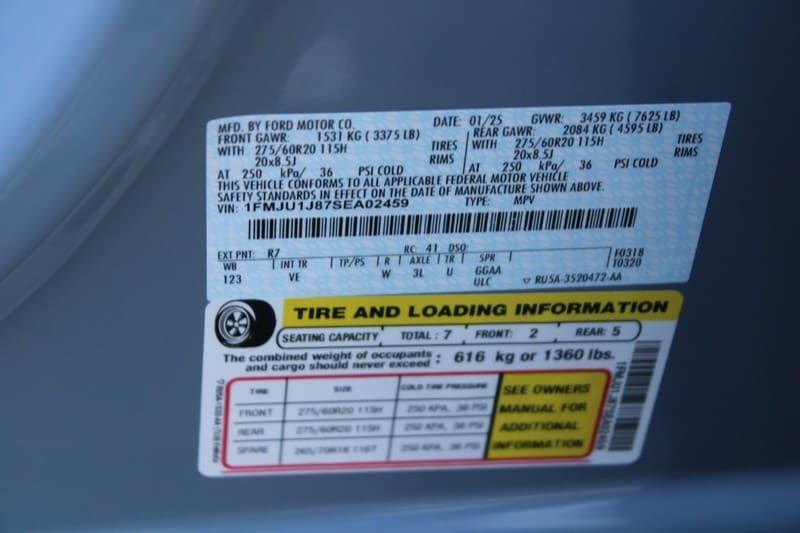 MFD. BY FORD MOTOR CO. DATE: 01/25 GVWR: 3459 KG ( 7625 LB)
FRONT GAWR: 1531 KG ( 3375 LB) REAR GAWR: 2084 KG ( 4595 LB)
WITH 275/60R20 115H TIRES WITH 275/60R20 115H TIRES
20x8.5J RIMS 20x8.5J RIMS
AT 250 kPa/ 36 PSI COLD AT 250 kPa/ 36 PSI COLD
THIS VEHICLE CONFORMS TO ALL APPLICABLE FEDERAL MOTOR VEHICLE
SAFETY STANDARDS IN EFFECT ON THE DATE OF MANUFACTURE SHOWN ABOVE.
VIN: 1FMJU1J87SEA02459 TYPE: MPV
EXT PNT: R7 RC: 41 DSO: F0318
WB INT TR TP/PS R AXLE TR SPR T0320
123 VE W 3L U GGAA
ULC ▽ RU5A-3520472-AA
TIRE AND LOADING INFORMATION
SEATING CAPACITY TOTAL: 7 FRONT: 2 REAR: 5
The combined weight of occupants and cargo should never exceed : 616 kg or 1360 lbs.
TIRE SIZE COLD TIRE PRESSURE
FRONT 275/60R20 115H 250 KPA, 36 PSI
REAR 275/60R20 115H 250 KPA, 36 PSI
SPARE 265/70R18 116T 250 KPA, 36 PSI
SEE OWNERS
MANUAL FOR
ADDITIONAL
INFORMATION
1FMJU1J87SEA02459